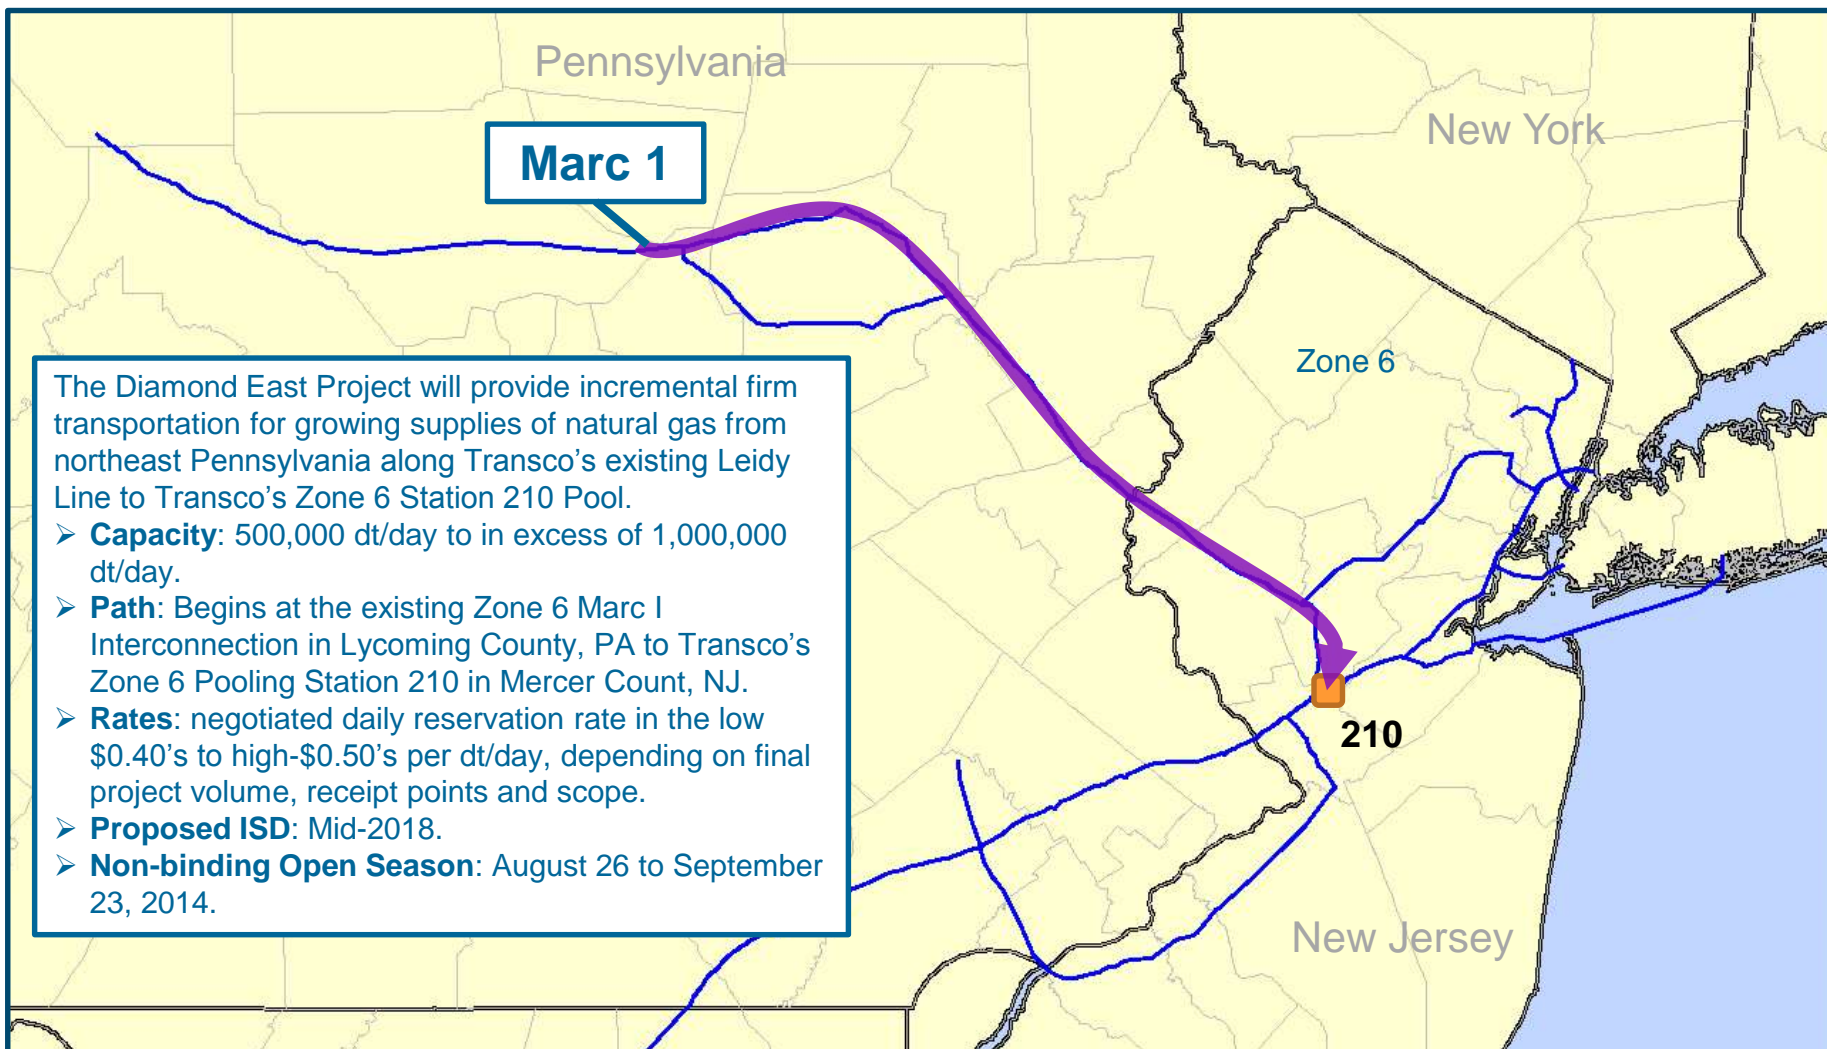 Pennsylvania
New York
Marc 1
Zone 6
The Diamond East Project will provide incremental firm
transportation for growing supplies of natural gas from
northeast Pennsylvania along Transco's existing Leidy
Line to Transco's Zone 6 Station 210 Pool.
➢ Capacity: 500,000 dt/day to in excess of 1,000,000
dt/day.
➢ Path: Begins at the existing Zone 6 Marc I
Interconnection in Lycoming County, PA to Transco's
Zone 6 Pooling Station 210 in Mercer Count, NJ.
➢ Rates: negotiated daily reservation rate in the low
$0.40's to high-$0.50's per dt/day, depending on final
project volume, receipt points and scope.
➢ Proposed ISD: Mid-2018.
➢ Non-binding Open Season: August 26 to September
23, 2014.
210
New Jersey